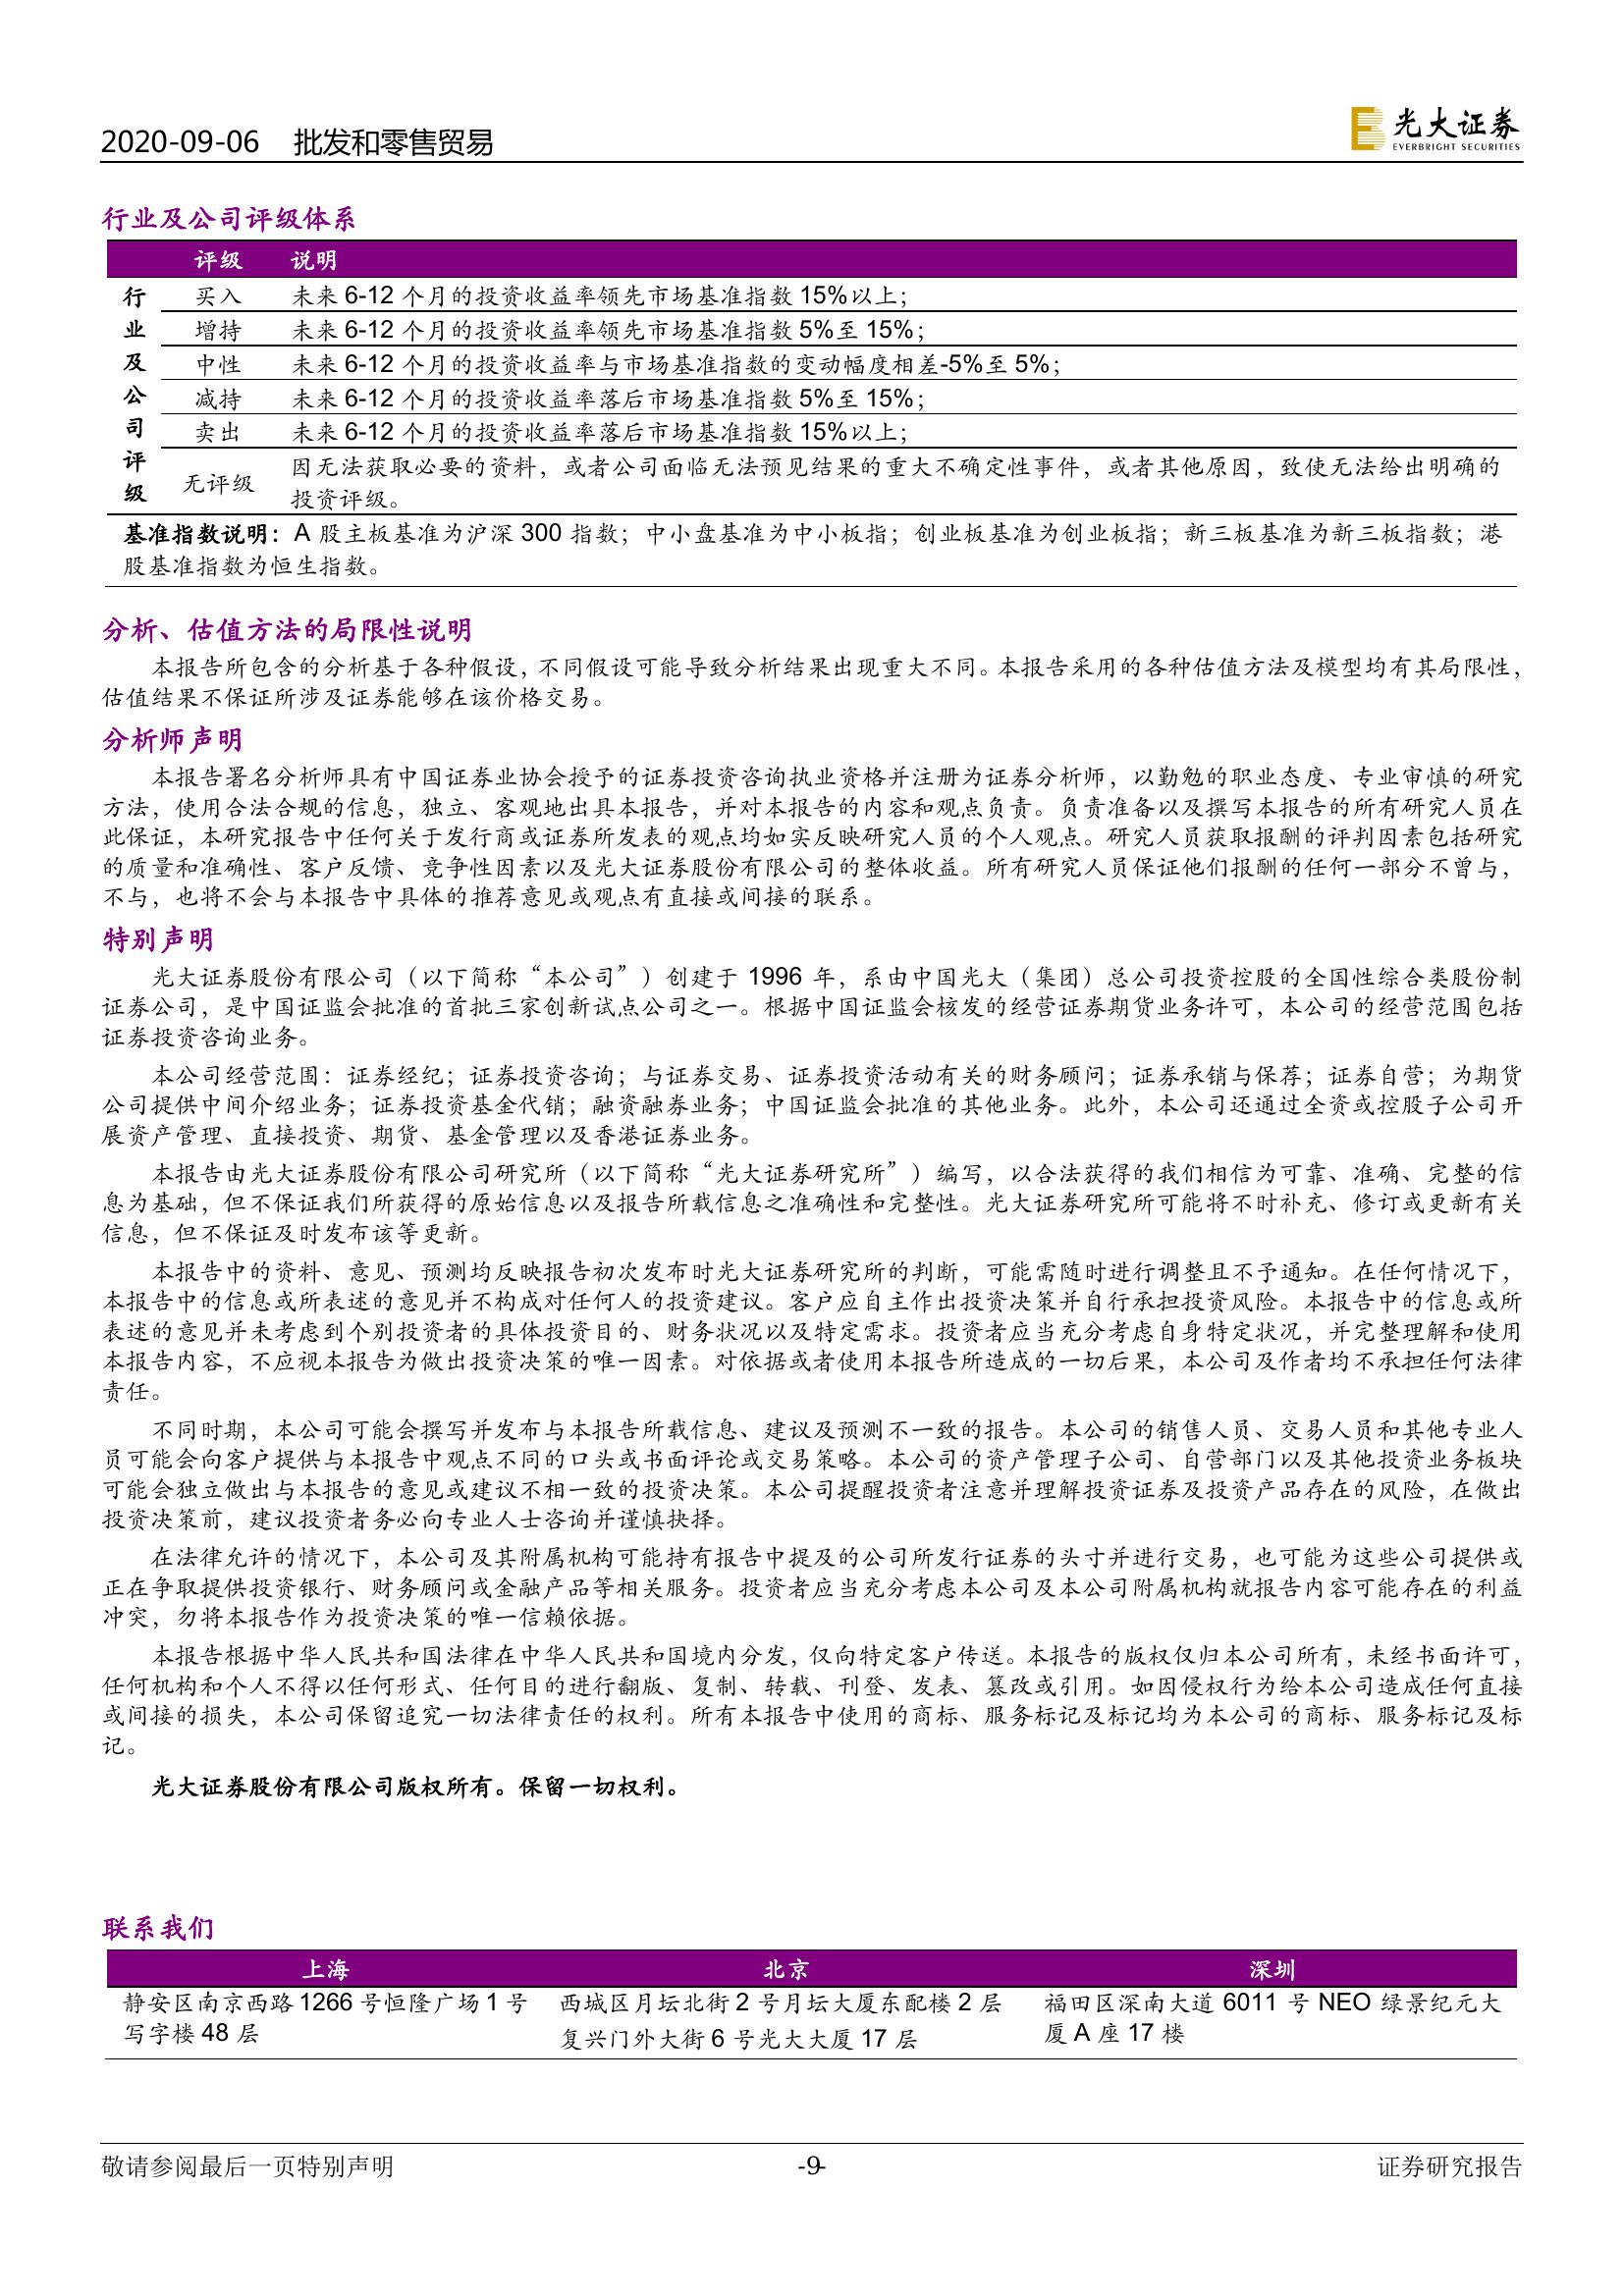 2020-09-06 批发和零售贸易
光大证券
EVERBRIGHT SECURITIES
行业及公司评级体系
评级 说明
行业及公司评级
买入 未来 6-12 个月的投资收益率领先市场基准指数 15%以上；
增持 未来 6-12 个月的投资收益率领先市场基准指数 5%至 15%；
中性 未来 6-12 个月的投资收益率与市场基准指数的变动幅度相差-5%至 5%；
减持 未来 6-12 个月的投资收益率落后市场基准指数 5%至 15%；
卖出 未来 6-12 个月的投资收益率落后市场基准指数 15%以上；
无评级 因无法获取必要的资料，或者公司面临无法预见结果的重大不确定性事件，或者其他原因，致使无法给出明确的
投资评级。
基准指数说明：A 股主板基准为沪深 300 指数；中小盘基准为中小板指；创业板基准为创业板指；新三板基准为新三板指数；港
股基准指数为恒生指数。
分析、估值方法的局限性说明
本报告所包含的分析基于各种假设，不同假设可能导致分析结果出现重大不同。本报告采用的各种估值方法及模型均有其局限性，
估值结果不保证所涉及证券能够在该价格交易。
分析师声明
本报告署名分析师具有中国证券业协会授予的证券投资咨询执业资格并注册为证券分析师，以勤勉的职业态度、专业审慎的研究
方法，使用合法合规的信息，独立、客观地出具本报告，并对本报告的内容和观点负责。负责准备以及撰写本报告的所有研究人员在
此保证，本研究报告中任何关于发行商或证券所发表的观点均如实反映研究人员的个人观点。研究人员获取报酬的评判因素包括研究
的质量和准确性、客户反馈、竞争性因素以及光大证券股份有限公司的整体收益。所有研究人员保证他们报酬的任何一部分不曾与，
不与，也将不会与本报告中具体的推荐意见或观点有直接或间接的联系。
特别声明
光大证券股份有限公司（以下简称“本公司”）创建于 1996 年，系由中国光大（集团）总公司投资控股的全国性综合类股份制
证券公司，是中国证监会批准的首批三家创新试点公司之一。根据中国证监会核发的经营证券期货业务许可，本公司的经营范围包括
证券投资咨询业务。
本公司经营范围：证券经纪；证券投资咨询；与证券交易、证券投资活动有关的财务顾问；证券承销与保荐；证券自营；为期货
公司提供中间介绍业务；证券投资基金代销；融资融券业务；中国证监会批准的其他业务。此外，本公司还通过全资或控股子公司开
展资产管理、直接投资、期货、基金管理以及香港证券业务。
本报告由光大证券股份有限公司研究所（以下简称“光大证券研究所”）编写，以合法获得的我们相信为可靠、准确、完整的信
息为基础，但不保证我们所获得的原始信息以及报告所载信息之准确性和完整性。光大证券研究所可能将不时补充、修订或更新有关
信息，但不保证及时发布该等更新。
本报告中的资料、意见、预测均反映报告初次发布时光大证券研究所的判断，可能需随时进行调整且不予通知。在任何情况下，
本报告中的信息或所表述的意见并不构成对任何人的投资建议。客户应自主作出投资决策并自行承担投资风险。本报告中的信息或所
表述的意见并未考虑到个别投资者的具体投资目的、财务状况以及特定需求。投资者应当充分考虑自身特定状况，并完整理解和使用
本报告内容，不应视本报告为做出投资决策的唯一因素。对依据或者使用本报告所造成的一切后果，本公司及作者均不承担任何法律
责任。
不同时期，本公司可能会撰写并发布与本报告所载信息、建议及预测不一致的报告。本公司的销售人员、交易人员和其他专业人
员可能会向客户提供与本报告中观点不同的口头或书面评论或交易策略。本公司的资产管理子公司、自营部门以及其他投资业务板块
可能会独立做出与本报告的意见或建议不相一致的投资决策。本公司提醒投资者注意并理解投资证券及投资产品存在的风险，在做出
投资决策前，建议投资者务必向专业人士咨询并谨慎抉择。
在法律允许的情况下，本公司及其附属机构可能持有报告中提及的公司所发行证券的头寸并进行交易，也可能为这些公司提供或
正在争取提供投资银行、财务顾问或金融产品等相关服务。投资者应当充分考虑本公司及本公司附属机构就报告内容可能存在的利益
冲突，勿将本报告作为投资决策的唯一信赖依据。
本报告根据中华人民共和国法律在中华人民共和国境内分发，仅向特定客户传送。本报告的版权仅归本公司所有，未经书面许可，
任何机构和个人不得以任何形式、任何目的进行翻版、复制、转载、刊登、发表、篡改或引用。如因侵权行为给本公司造成任何直接
或间接的损失，本公司保留追究一切法律责任的权利。所有本报告中使用的商标、服务标记及标记均为本公司的商标、服务标记及标
记。
光大证券股份有限公司版权所有。保留一切权利。
联系我们
上海 北京 深圳
静安区南京西路 1266 号恒隆广场 1 号
写字楼 48 层
西城区月坛北街 2 号月坛大厦东配楼 2 层
复兴门外大街 6 号光大大厦 17 层
福田区深南大道 6011 号 NEO 绿景纪元大
厦 A 座 17 楼
敬请参阅最后一页特别声明 -9- 证券研究报告